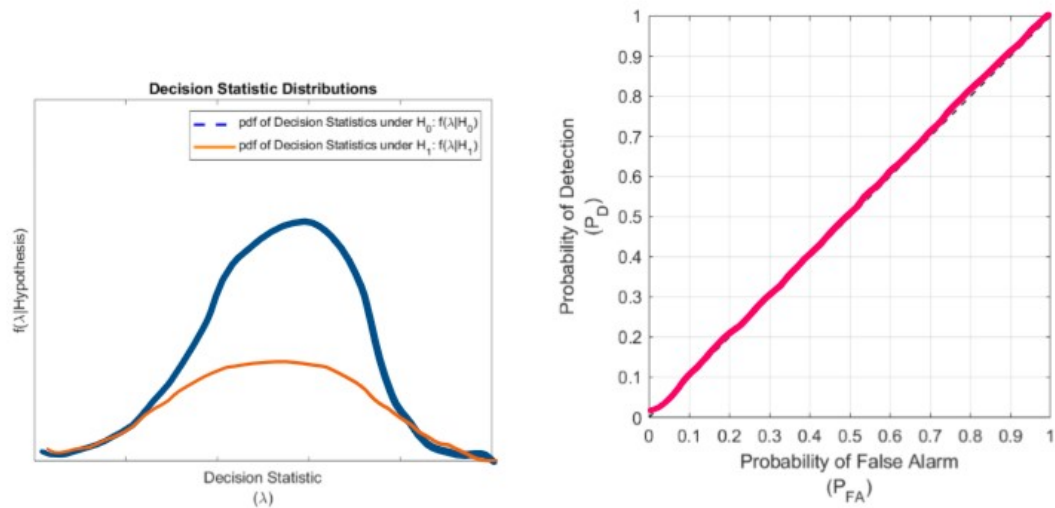 Decision Statistic Distributions
pdf of Decision Statistics under H₀: f(λ|H₀)
pdf of Decision Statistics under H₁: f(λ|H₁)
f(λ|Hypothesis)
Decision Statistic
(λ)
1
0.9
0.8
0.7
0.6
0.5
0.4
0.3
0.2
0.1
0
Probability of Detection
(P_D)
0 0.1 0.2 0.3 0.4 0.5 0.6 0.7 0.8 0.9 1
Probability of False Alarm
(P_FA)